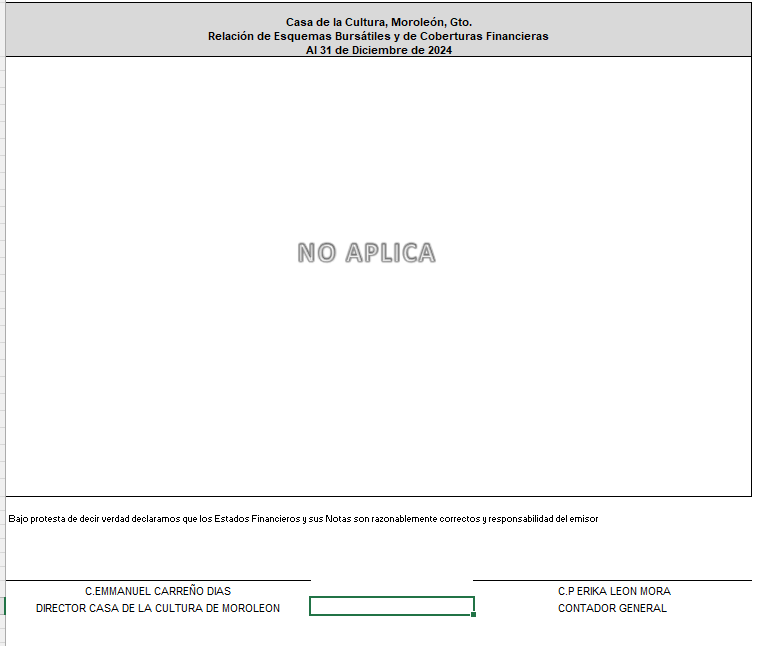 Casa de la Cultura, Moroleón, Gto.
Relación de Esquemas Bursátiles y de Coberturas Financieras
Al 31 de Diciembre de 2024
NO APLICA
Bajo protesta de decir verdad declaramos que los Estados Financieros y sus Notas son razonablemente correctos y responsabilidad del emisor
C.EMMANUEL CARREÑO DIAS
DIRECTOR CASA DE LA CULTURA DE MOROLEON
C.P ERIKA LEON MORA
CONTADOR GENERAL